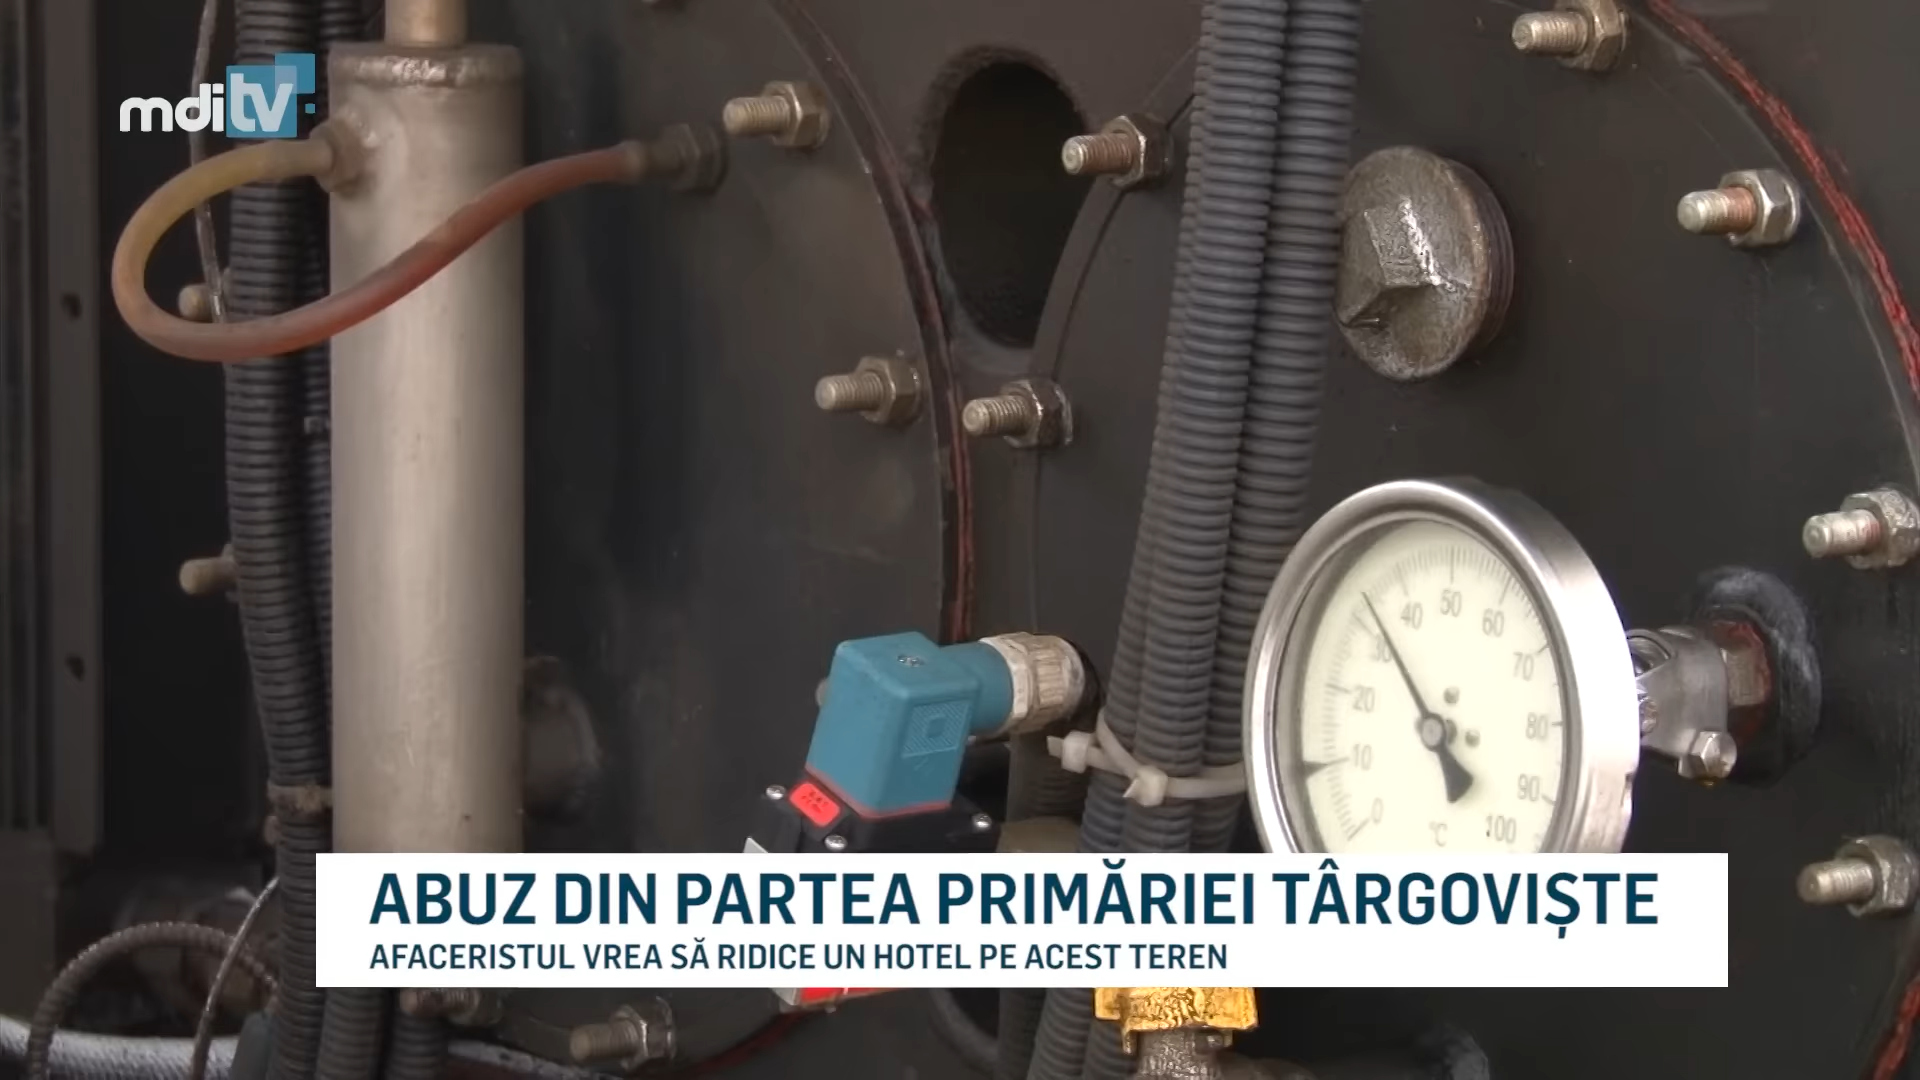 mditv
ABUZ DIN PARTEA PRIMĂRIEI TÂRGOVIȘTE
AFACERISTUL VREA SĂ RIDICE UN HOTEL PE ACEST TEREN
0
10
20
30
40
50
60
70
80
90
100
°C